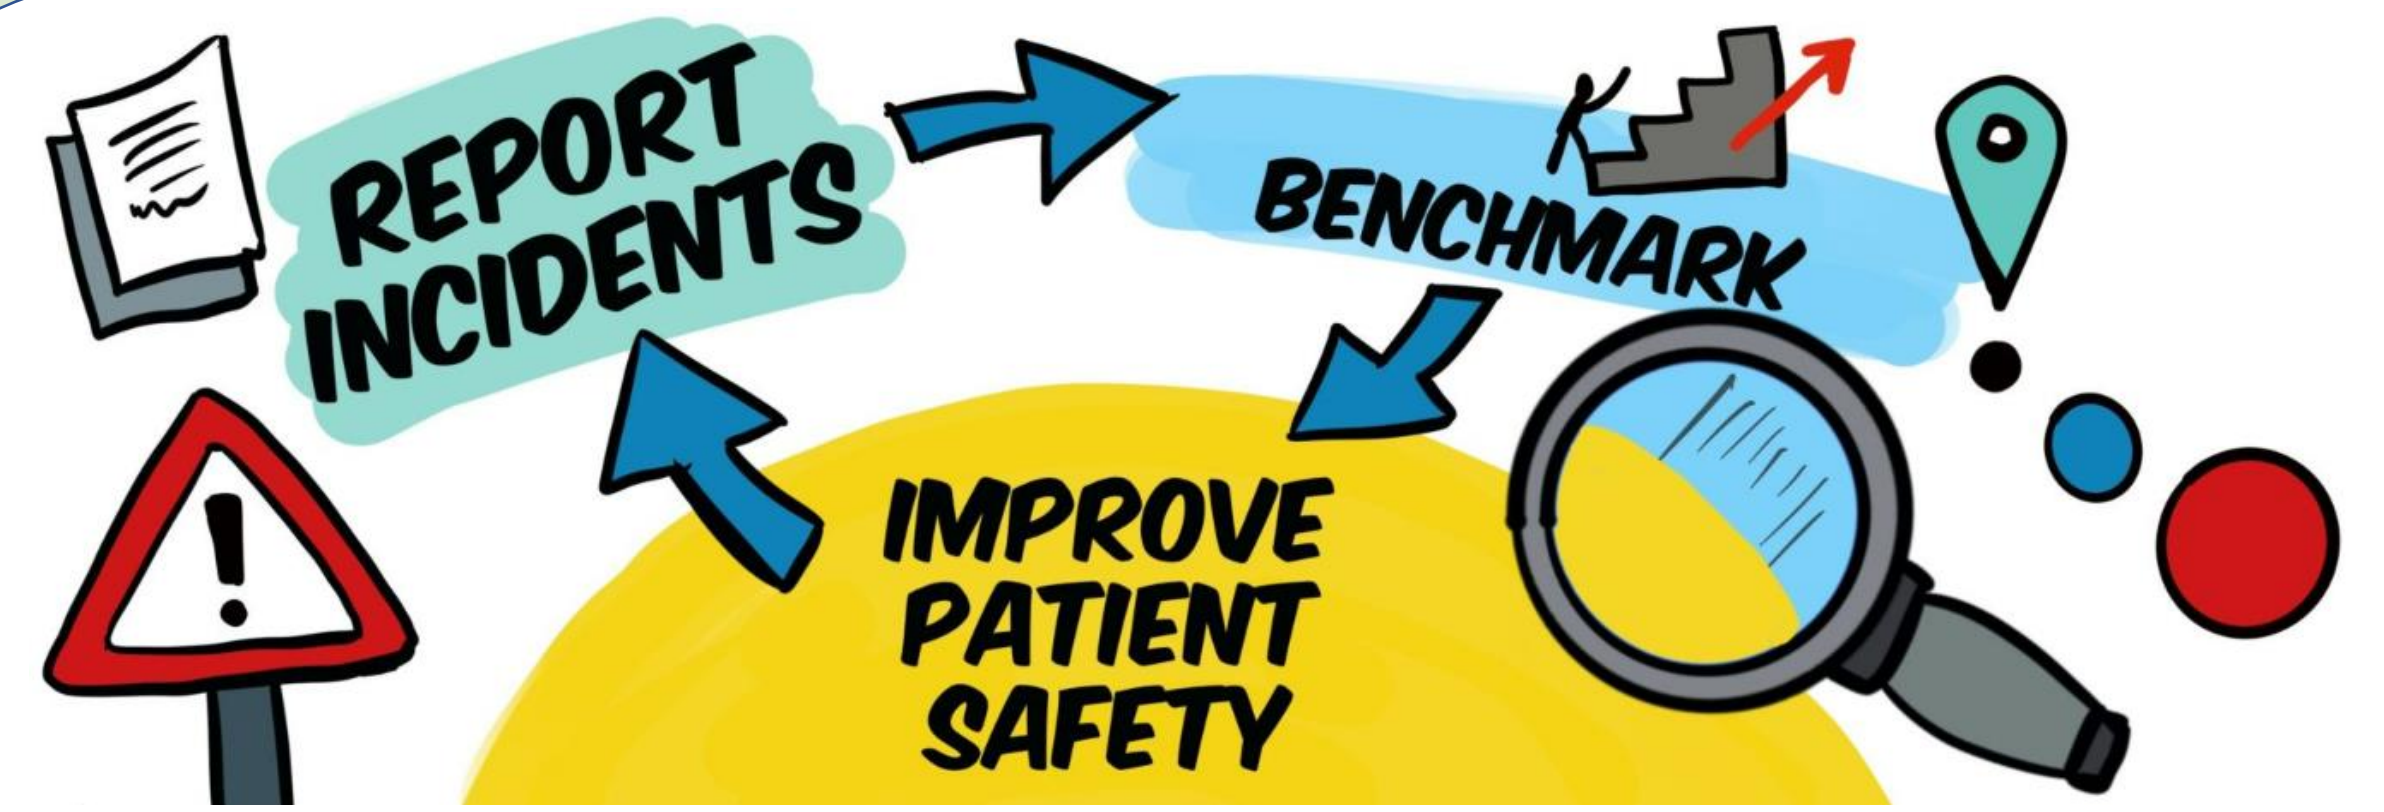 REPORT
INCIDENTS
BENCHMARK
IMPROVE
PATIENT
SAFETY